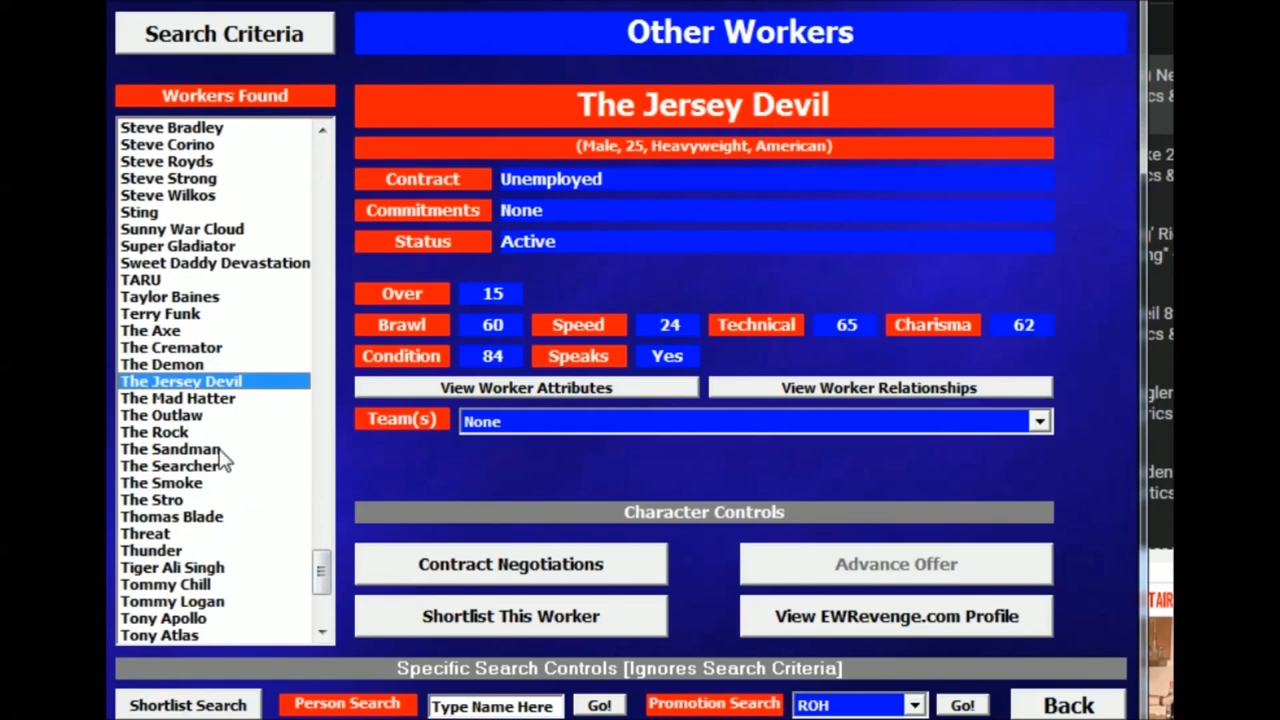 Search Criteria
Other Workers
Workers Found
Steve Bradley
Steve Corino
Steve Royds
Steve Strong
Steve Wilkos
Sting
Sunny War Cloud
Super Gladiator
Sweet Daddy Devastation
TARU
Taylor Baines
Terry Funk
The Axe
The Cremator
The Demon
The Jersey Devil
The Mad Hatter
The Outlaw
The Rock
The Sandman
The Searcher
The Smoke
The Stro
Thomas Blade
Threat
Thunder
Tiger Ali Singh
Tommy Chill
Tommy Logan
Tony Apollo
Tony Atlas
The Jersey Devil
(Male, 25, Heavyweight, American)
Contract Unemployed
Commitments None
Status Active
Over 15
Brawl 60 Speed 24 Technical 65 Charisma 62
Condition 84 Speaks Yes
View Worker Attributes View Worker Relationships
Team(s) None
Character Controls
Contract Negotiations Advance Offer
Shortlist This Worker View EWRevenge.com Profile
Specific Search Controls [Ignores Search Criteria]
Shortlist Search Person Search Type Name Here Go! Promotion Search ROH Go! Back